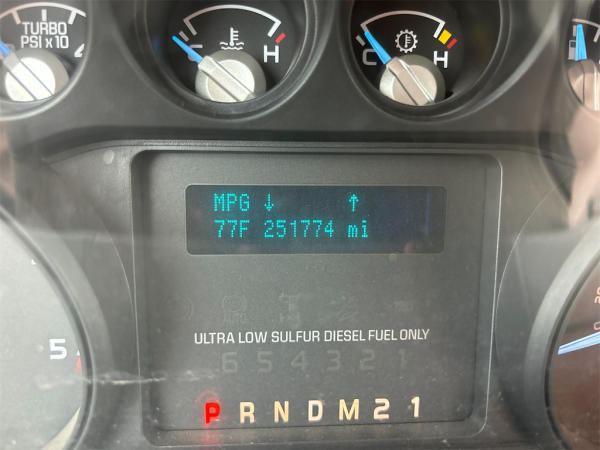 TURBO
PSI x 10
C H
C H
MPG ↓ ↑
77F 251774 mi
ULTRA LOW SULFUR DIESEL FUEL ONLY
6 5 4 3 2 1
5
P R N D M 2 1